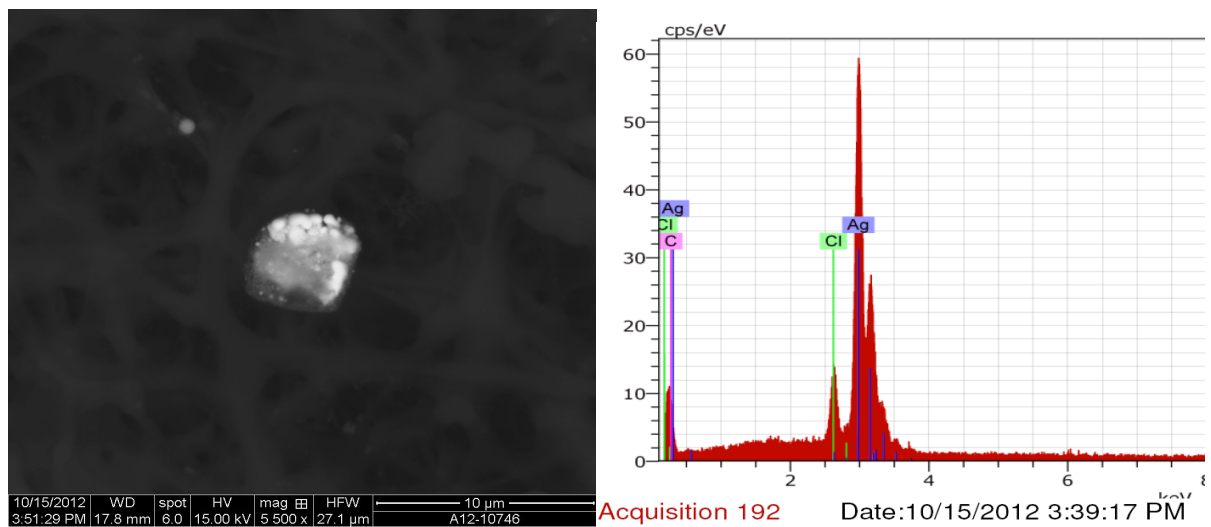 10/15/2012 WD spot HV mag ⊞ HFW 10 µm
3:51:29 PM 17.8 mm 6.0 15.00 kV 5 500 x 27.1 µm A12-10746
cps/eV
60
50
40
30
20
10
0
Ag
Cl
C
Cl
Ag
2 4 6 8
keV
Acquisition 192 Date:10/15/2012 3:39:17 PM